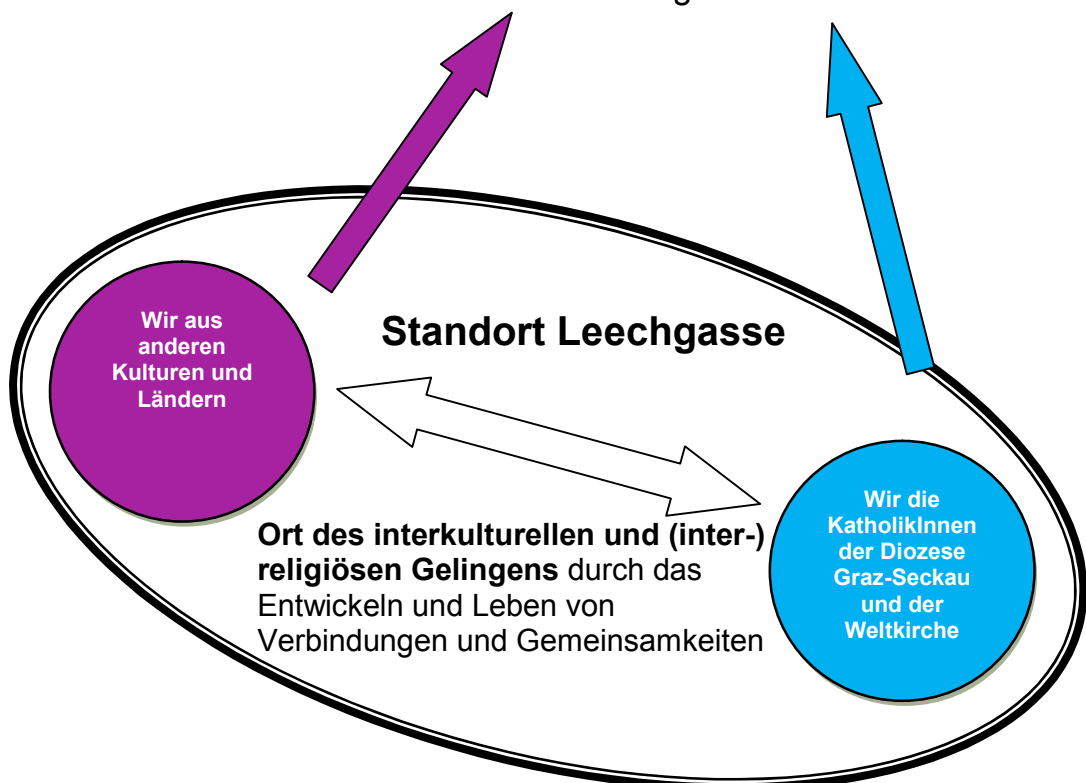 Standort Leechgasse
Wir aus
anderen
Kulturen und
Ländern
Ort des interkulturellen und (inter-)
religiösen Gelingens durch das
Entwickeln und Leben von
Verbindungen und Gemeinsamkeiten
Wir die
KatholikInnen
der Diozese
Graz-Seckau
und der
Weltkirche